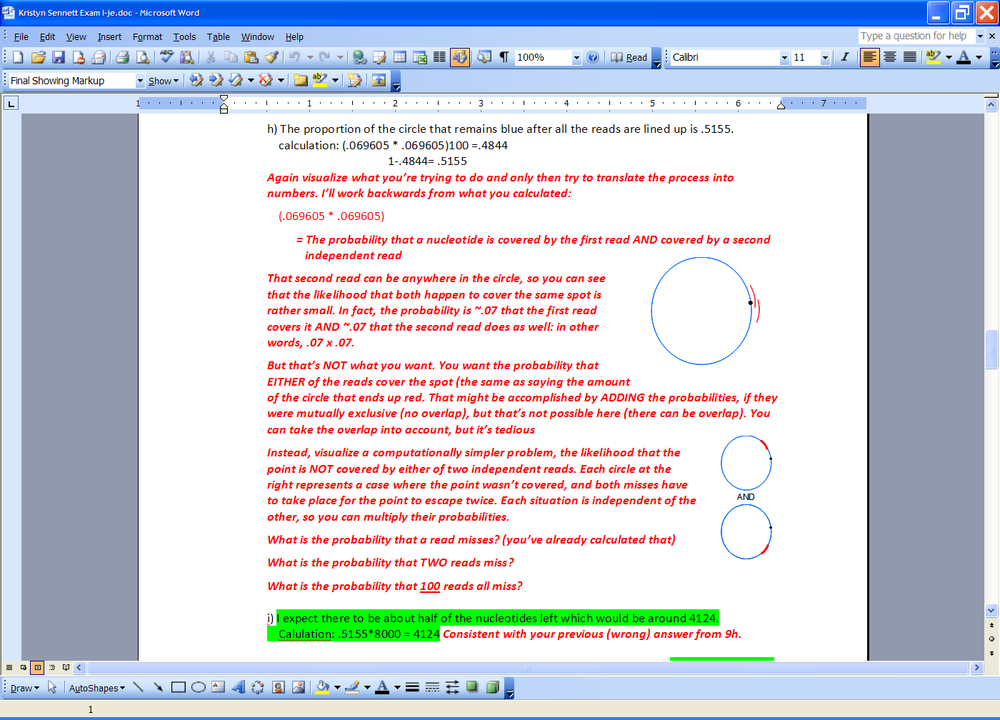 Kristyn Sennett Exam I-je.doc - Microsoft Word
File Edit View Insert Format Tools Table Window Help
Type a question for help
100%
Read
Calibri
11
I
A
Final Showing Markup
Show
1 1 2 3 4 5 6 7
h) The proportion of the circle that remains blue after all the reads are lined up is .5155.
calculation: (.069605 * .069605)100 =.4844
1-.4844= .5155
Again visualize what you’re trying to do and only then try to translate the process into
numbers. I’ll work backwards from what you calculated:
(.069605 * .069605)
= The probability that a nucleotide is covered by the first read AND covered by a second
independent read
That second read can be anywhere in the circle, so you can see
that the likelihood that both happen to cover the same spot is
rather small. In fact, the probability is ~.07 that the first read
covers it AND ~.07 that the second read does as well: in other
words, .07 x .07.
But that’s NOT what you want. You want the probability that
EITHER of the reads cover the spot (the same as saying the amount
of the circle that ends up red. That might be accomplished by ADDING the probabilities, if they
were mutually exclusive (no overlap), but that’s not possible here (there can be overlap). You
can take the overlap into account, but it’s tedious
Instead, visualize a computationally simpler problem, the likelihood that the
point is NOT covered by either of two independent reads. Each circle at the
right represents a case where the point wasn’t covered, and both misses have
to take place for the point to escape twice. Each situation is independent of the
other, so you can multiply their probabilities.
AND
What is the probability that a read misses? (you’ve already calculated that)
What is the probability that TWO reads miss?
What is the probability that 100 reads all miss?
i) I expect there to be about half of the nucleotides left which would be around 4124.
Calulation: .5155*8000 = 4124 Consistent with your previous (wrong) answer from 9h.
Draw
AutoShapes
A
1